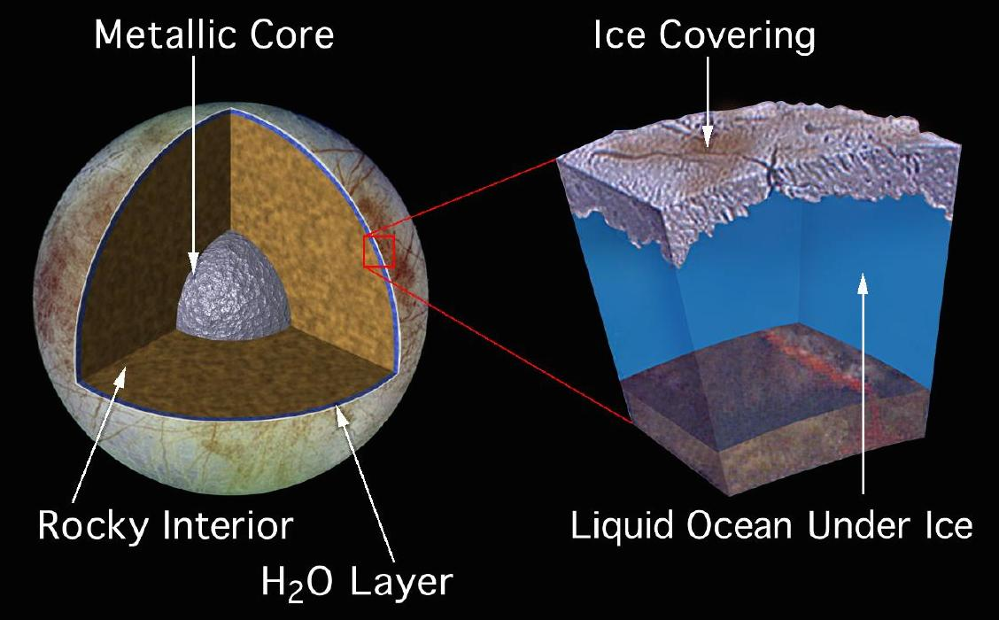 Metallic Core
Ice Covering
Rocky Interior
Liquid Ocean Under Ice
H₂O Layer